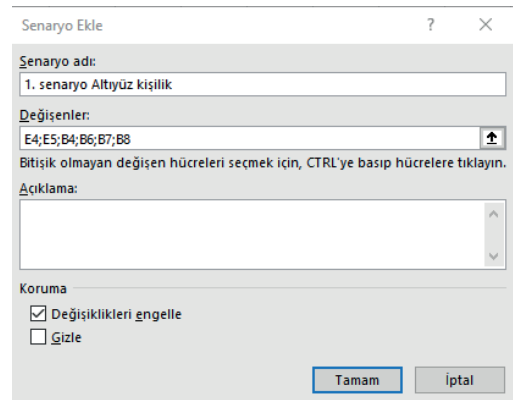 Senaryo Ekle ?
Senaryo adı:
1. senaryo Altıyüz kişilik
Değişenler:
E4;E5;B4;B6;B7;B8
Bitişik olmayan değişen hücreleri seçmek için, CTRL'ye basıp hücrelere tıklayın.
Açıklama:
Koruma
Değişiklikleri engelle
Gizle
Tamam İptal